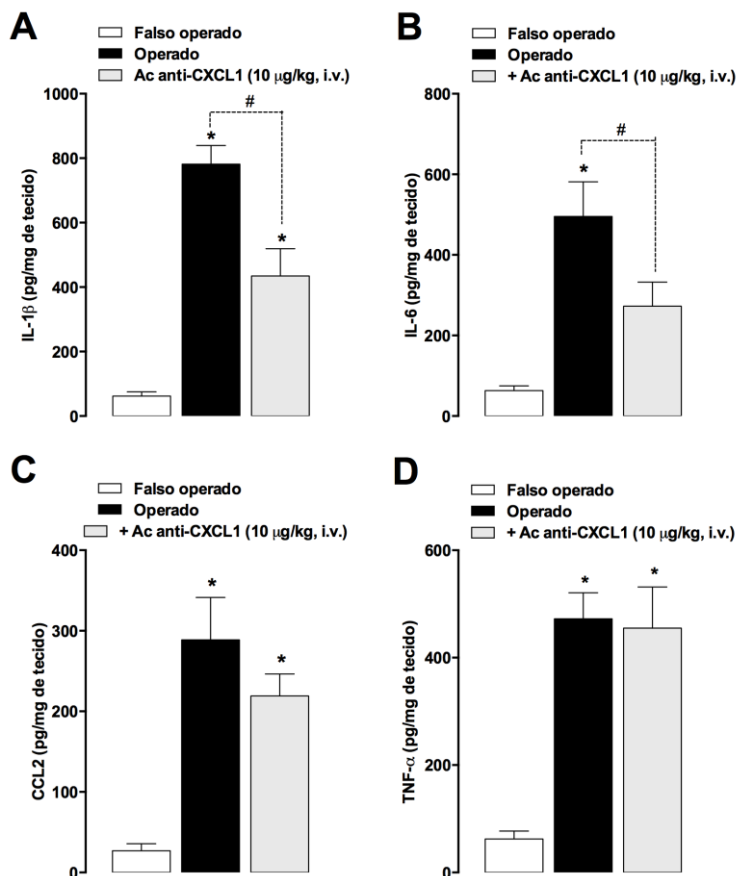 A
Falso operado
Operado
Ac anti-CXCL1 (10 μg/kg, i.v.)
1000
800
600
400
200
0
IL-1β (pg/mg de tecido)
*
#
*
B
Falso operado
Operado
+ Ac anti-CXCL1 (10 μg/kg, i.v.)
800
600
400
200
0
IL-6 (pg/mg de tecido)
*
#
C
Falso operado
Operado
+ Ac anti-CXCL1 (10 μg/kg, i.v.)
400
300
200
100
0
CCL2 (pg/mg de tecido)
*
*
D
Falso operado
Operado
+ Ac anti-CXCL1 (10 μg/kg, i.v.)
600
400
200
0
TNF-α (pg/mg de tecido)
*
*